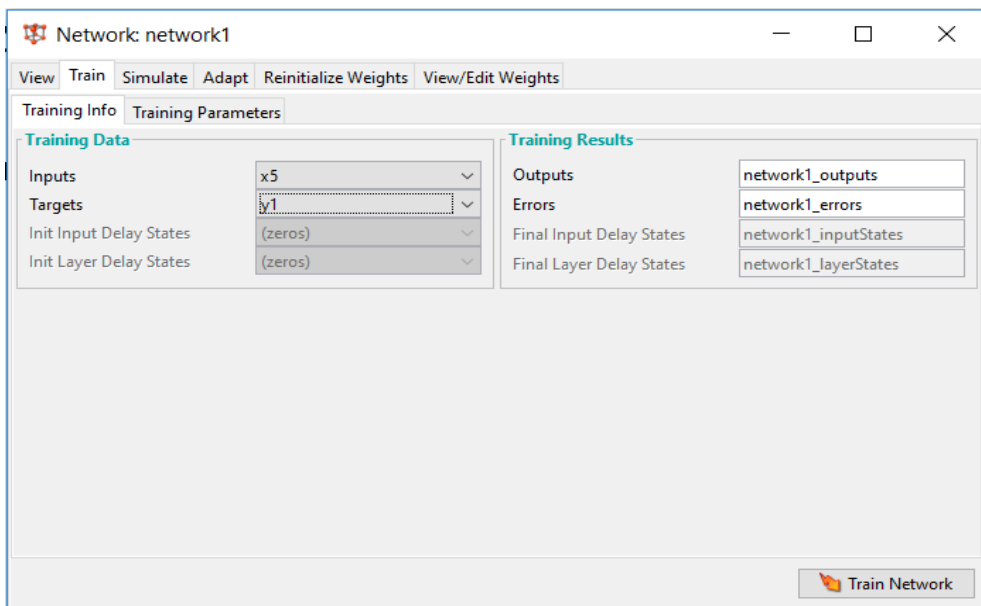 Network: network1
View Train Simulate Adapt Reinitialize Weights View/Edit Weights
Training Info Training Parameters
Training Data
Inputs x5
Targets y1
Init Input Delay States (zeros)
Init Layer Delay States (zeros)
Training Results
Outputs network1_outputs
Errors network1_errors
Final Input Delay States network1_inputStates
Final Layer Delay States network1_layerStates
Train Network